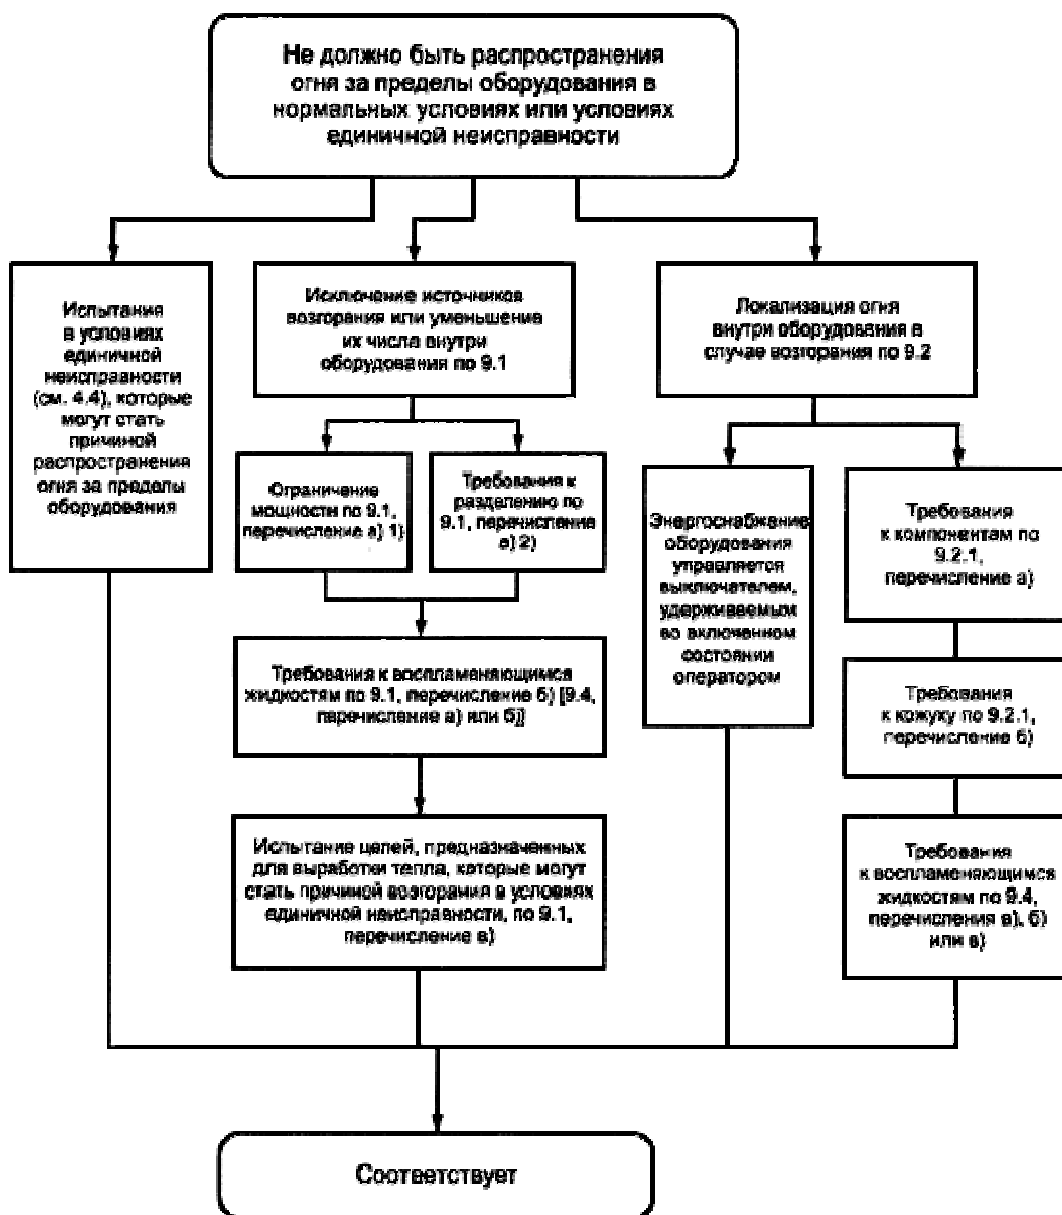 Не должно быть распространения
огня за пределы оборудования в
нормальных условиях или условиях
единичной неисправности
Испытания
в условиях
единичной
неисправности
(см. 4.4), которые
могут стать
причиной
распространения
огня за пределы
оборудования
Исключение источников
возгорания или уменьшение
их числа внутри
оборудования по 9.1
Ограничение
мощности по 9.1,
перечисление а) 1)
Требования к
разделению по
9.1, перечисление
а) 2)
Требования к воспламеняющимся
жидкостям по 9.1, перечисление б) [9.4,
перечисление а) или б)]
Испытание цепей, предназначенных
для выработки тепла, которые могут
стать причиной возгорания в условиях
единичной неисправности, по 9.1,
перечисление в)
Локализация огня
внутри оборудования в
случае возгорания по 9.2
Энергоснабжение
оборудования
управляется
выключателем,
удерживаемым
во включенном
состоянии
оператором
Требования
к компонентам по
9.2.1,
перечисление а)
Требования
к кожуху по 9.2.1,
перечисление б)
Требования
к воспламеняющимся
жидкостям по 9.4,
перечисления а), б)
или в)
Соответствует